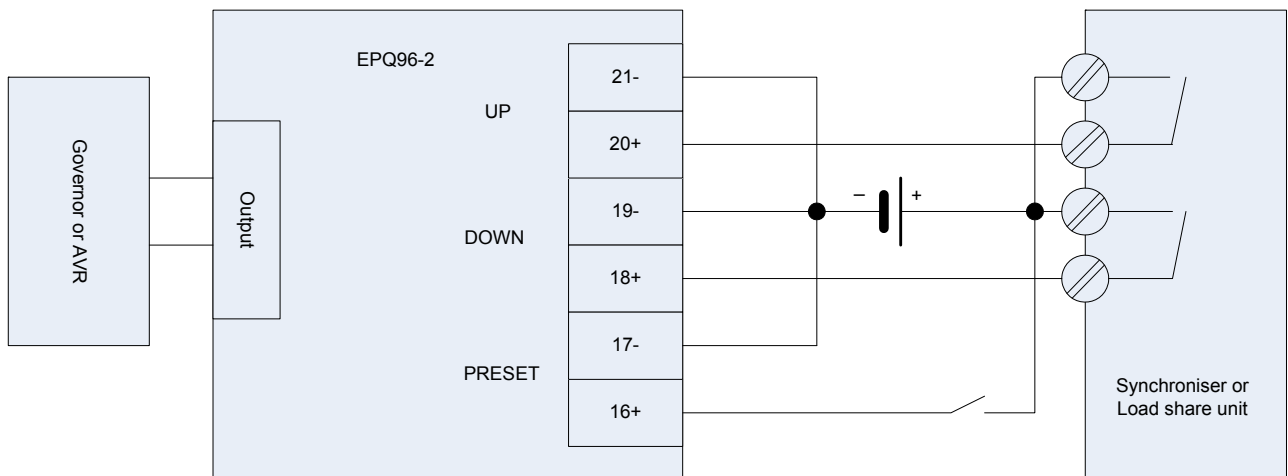 EPQ96-2
Governor or AVR
Output
UP
DOWN
PRESET
21-
20+
19-
18+
17-
16+
– +
Synchroniser or
Load share unit